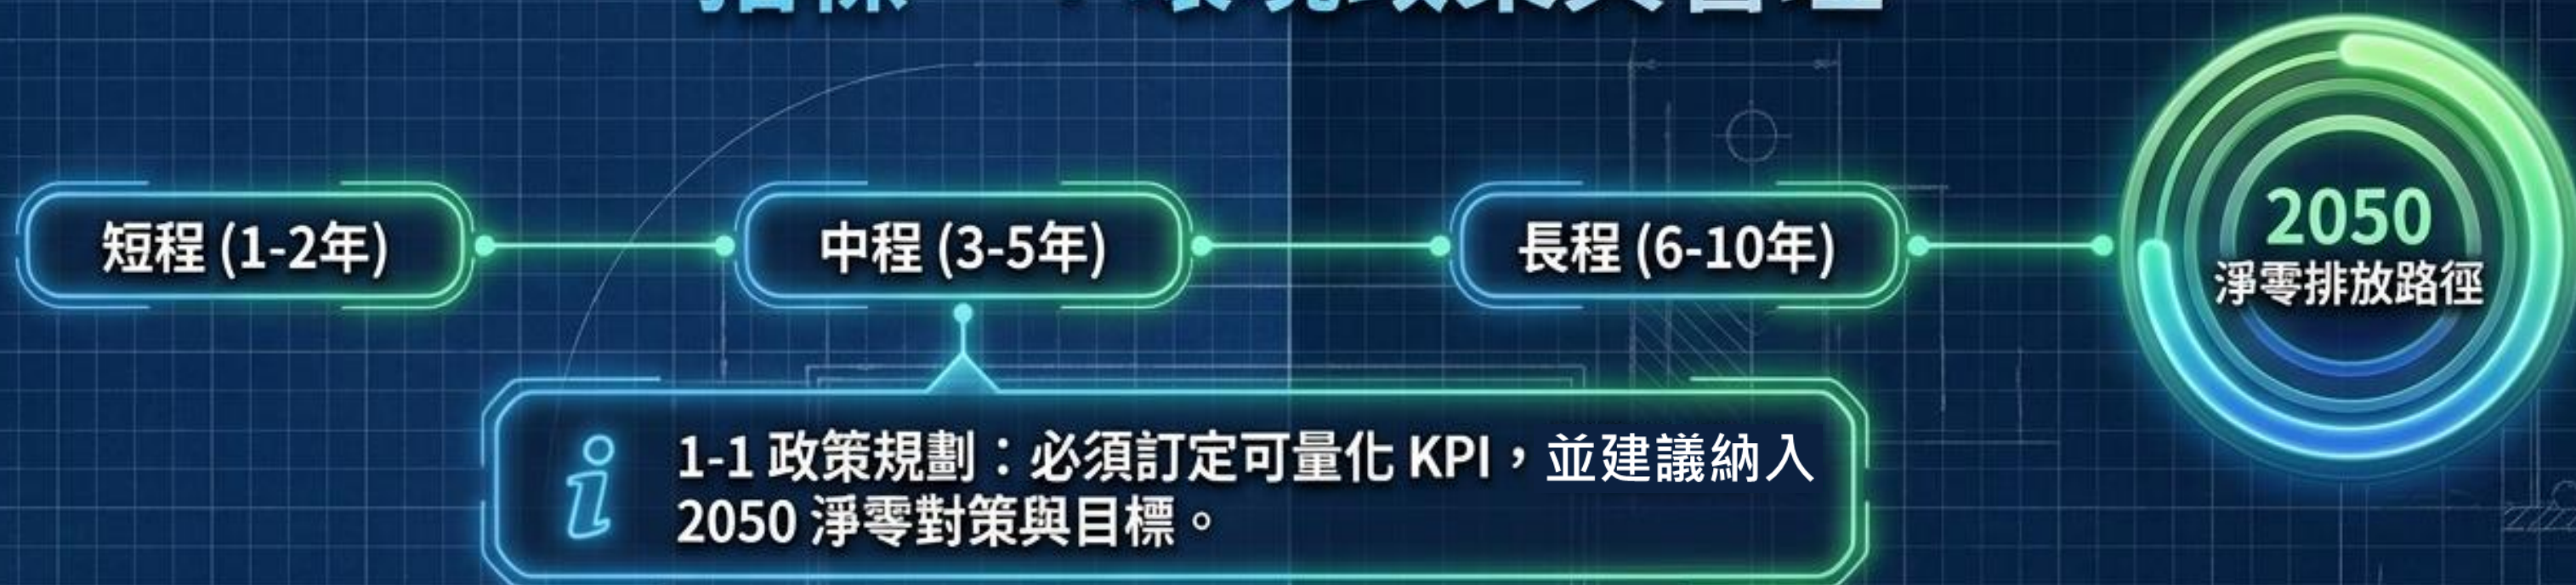 短程 (1-2年)
中程 (3-5年)
長程 (6-10年)
2050
淨零排放路徑
1-1 政策規劃：必須訂定可量化 KPI，並建議納入
2050 淨零對策與目標。